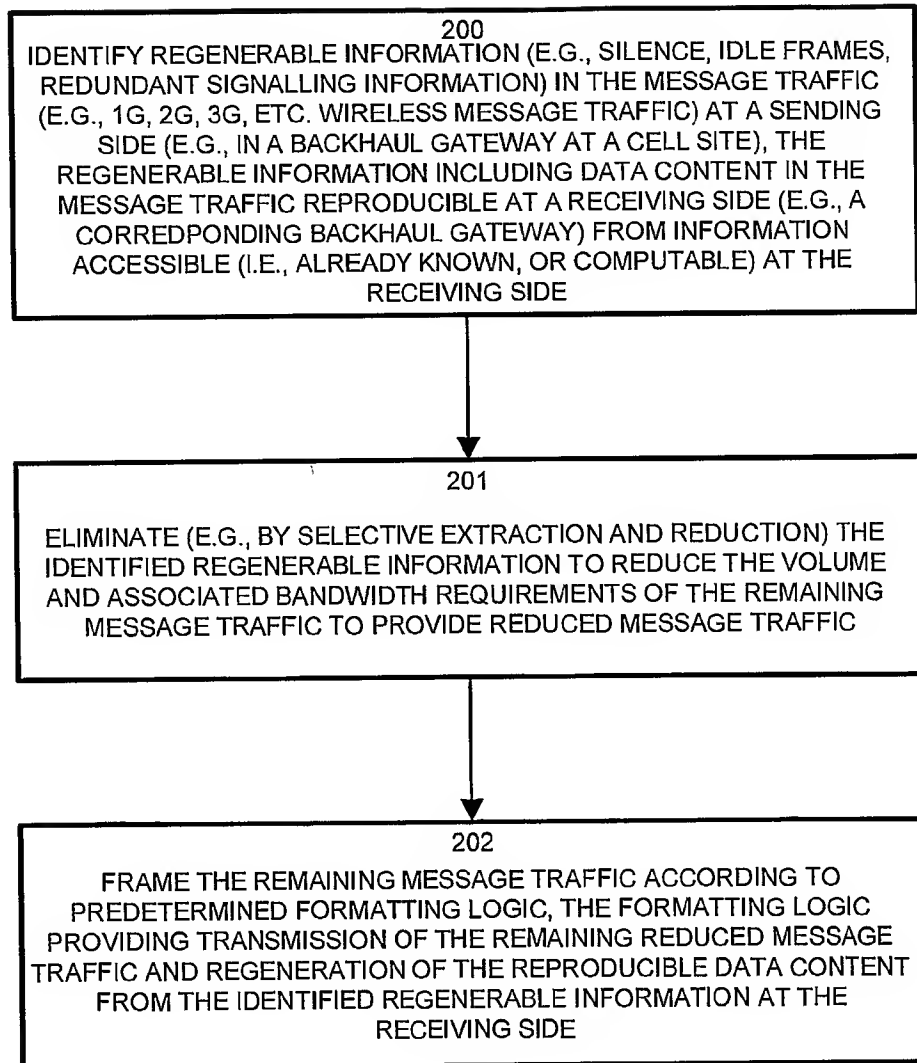 200
IDENTIFY REGENERABLE INFORMATION (E.G., SILENCE, IDLE FRAMES,
REDUNDANT SIGNALLING INFORMATION) IN THE MESSAGE TRAFFIC
(E.G., 1G, 2G, 3G, ETC. WIRELESS MESSAGE TRAFFIC) AT A SENDING
SIDE (E.G., IN A BACKHAUL GATEWAY AT A CELL SITE), THE
REGENERABLE INFORMATION INCLUDING DATA CONTENT IN THE
MESSAGE TRAFFIC REPRODUCIBLE AT A RECEIVING SIDE (E.G., A
CORREDPONDING BACKHAUL GATEWAY) FROM INFORMATION
ACCESSIBLE (I.E., ALREADY KNOWN, OR COMPUTABLE) AT THE
RECEIVING SIDE
201
ELIMINATE (E.G., BY SELECTIVE EXTRACTION AND REDUCTION) THE
IDENTIFIED REGENERABLE INFORMATION TO REDUCE THE VOLUME
AND ASSOCIATED BANDWIDTH REQUIREMENTS OF THE REMAINING
MESSAGE TRAFFIC TO PROVIDE REDUCED MESSAGE TRAFFIC
202
FRAME THE REMAINING MESSAGE TRAFFIC ACCORDING TO
PREDETERMINED FORMATTING LOGIC, THE FORMATTING LOGIC
PROVIDING TRANSMISSION OF THE REMAINING REDUCED MESSAGE
TRAFFIC AND REGENERATION OF THE REPRODUCIBLE DATA CONTENT
FROM THE IDENTIFIED REGENERABLE INFORMATION AT THE
RECEIVING SIDE